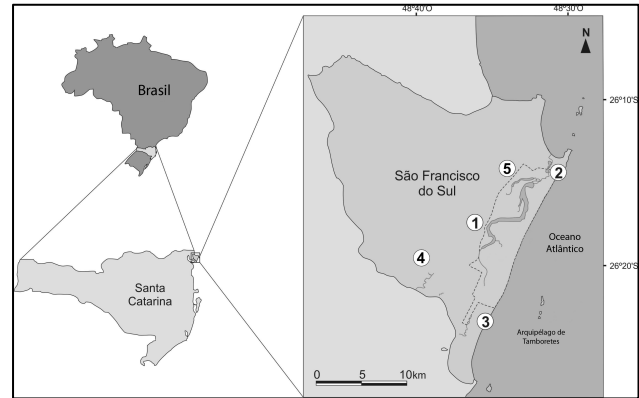 48°40'O
48°30'O
N
Brasil
26°10'S
São Francisco
do Sul
5
2
1
Oceano
Atlântico
4
26°20'S
Santa
Catarina
3
Arquipélago de
Tamboretes
0 5 10km